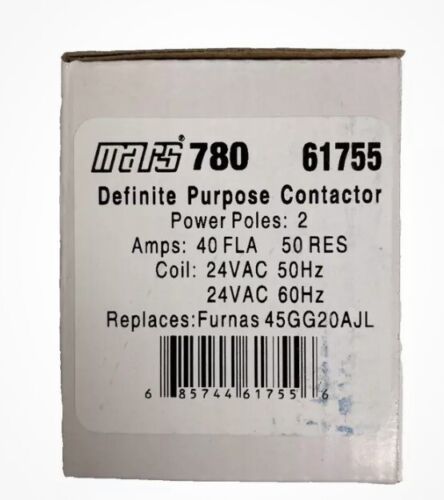 mars® 780 61755
Definite Purpose Contactor
Power Poles: 2
Amps: 40 FLA 50 RES
Coil: 24VAC 50Hz
24VAC 60Hz
Replaces:Furnas 45GG20AJL
6 85744 61755 6